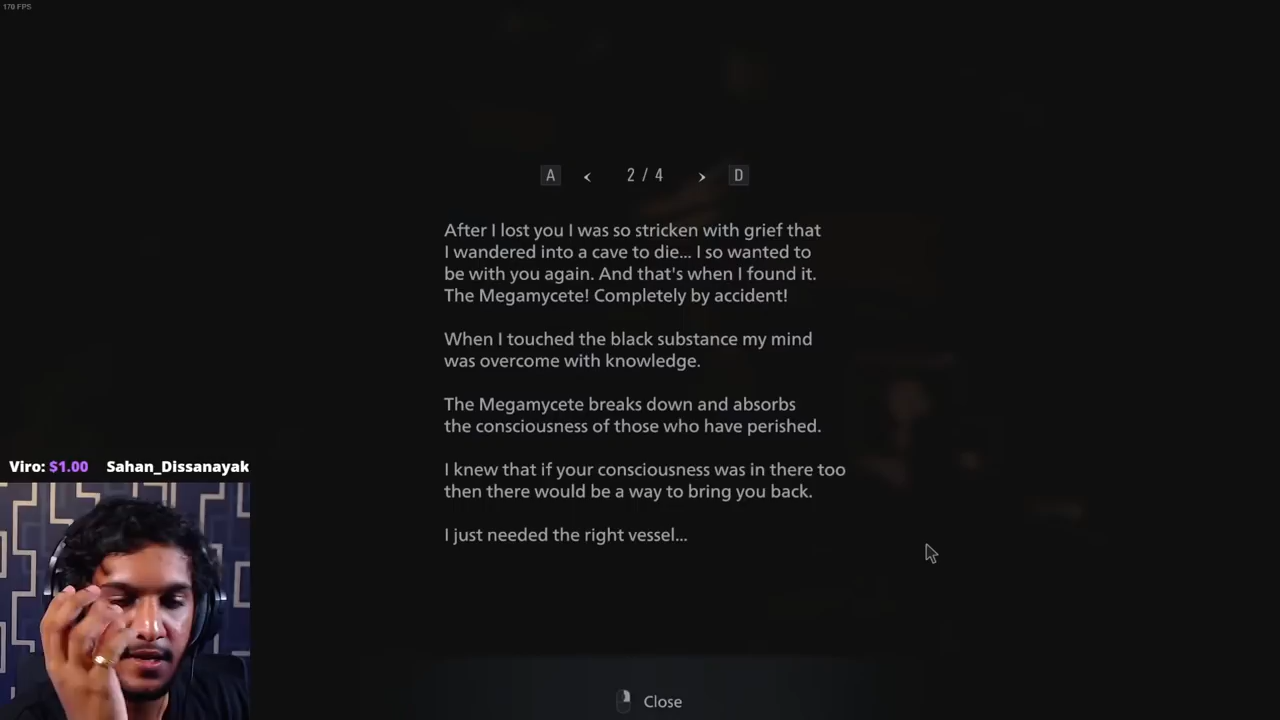 170 FPS
A < 2 / 4 > D
After I lost you I was so stricken with grief that
I wandered into a cave to die... I so wanted to
be with you again. And that's when I found it.
The Megamycete! Completely by accident!
When I touched the black substance my mind
was overcome with knowledge.
The Megamycete breaks down and absorbs
the consciousness of those who have perished.
I knew that if your consciousness was in there too
then there would be a way to bring you back.
I just needed the right vessel...
Viro: $1.00 Sahan_Dissanayak
Close